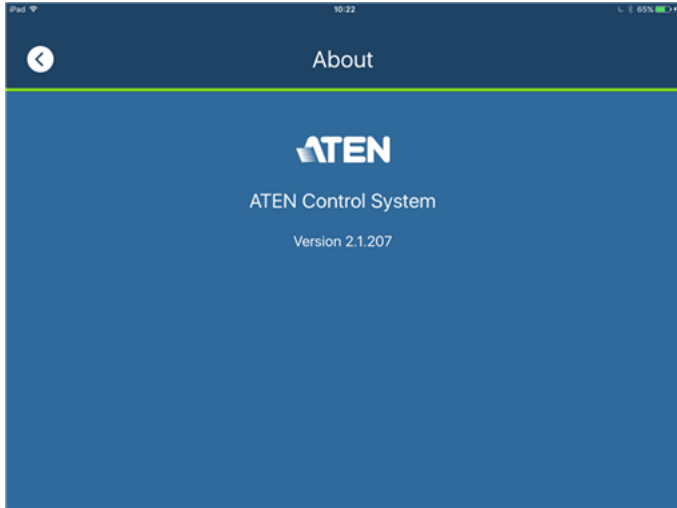 iPad 10:22 65%
About
ATEN
ATEN Control System
Version 2.1.207